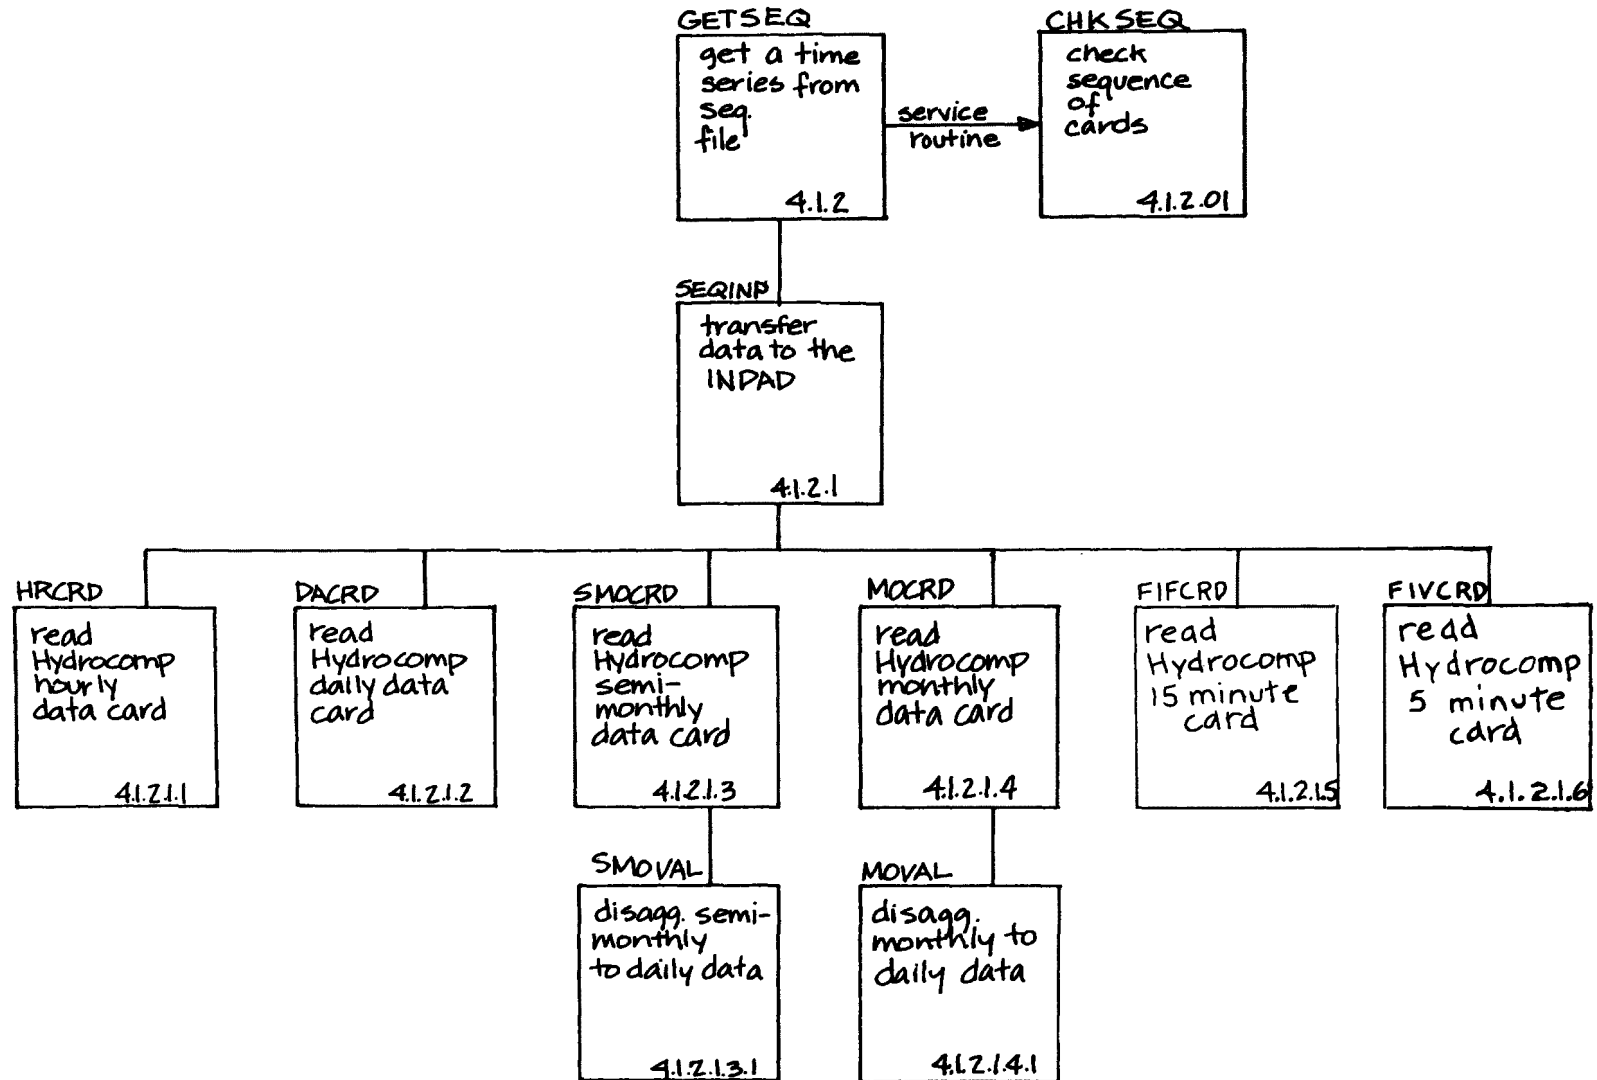 GETSEQ
get a time
series from
seq.
file
4.1.2
service
routine
CHKSEQ
check
sequence
of
cards
4.1.2.01
SEQINP
transfer
data to the
INPAD
4.1.2.1
HRCRD
read
Hydrocomp
hourly
data card
4.1.2.1.1
DACRD
read
Hydrocomp
daily data
card
4.1.2.1.2
SMOCRD
read
Hydrocomp
semi-
monthly
data card
4.1.2.1.3
MOCRD
read
Hydrocomp
monthly
data card
4.1.2.1.4
FIFCRD
read
Hydrocomp
15 minute
card
4.1.2.1.5
FIVCRD
read
Hydrocomp
5 minute
card
4.1.2.1.6
SMOVAL
disagg. semi-
monthly
to daily data
4.1.2.1.3.1
MOVAL
disagg.
monthly to
daily data
4.1.2.1.4.1